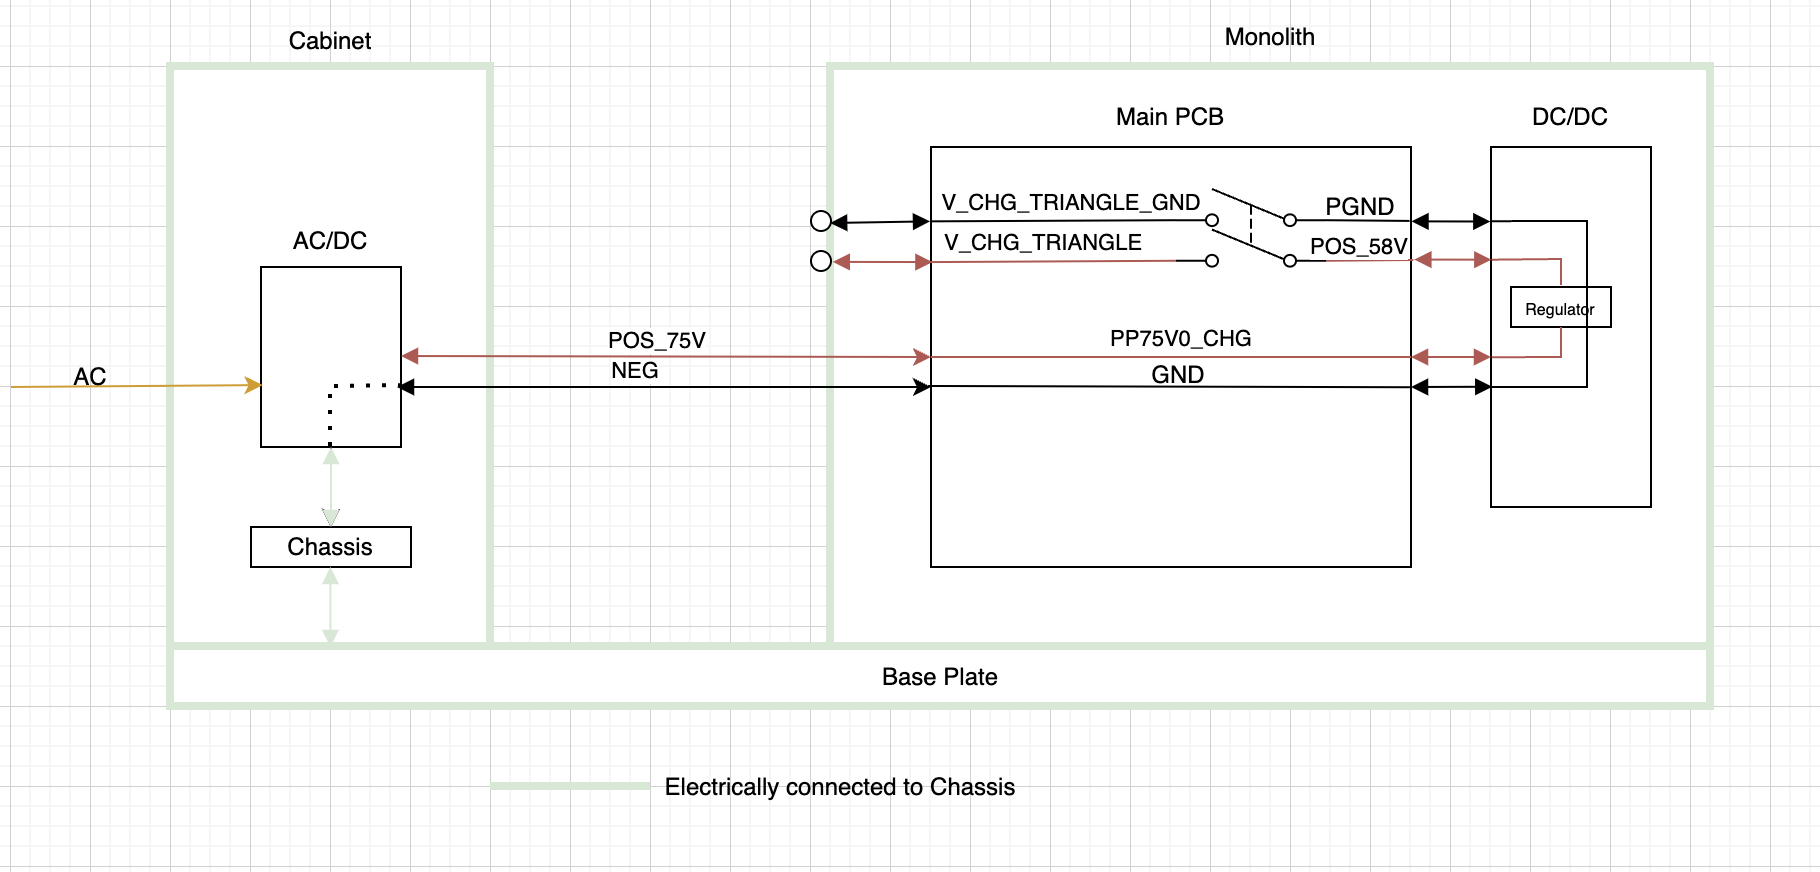 Cabinet
Monolith
Main PCB
DC/DC
V_CHG_TRIANGLE_GND
PGND
V_CHG_TRIANGLE
POS_58V
AC/DC
Regulator
POS_75V
PP75V0_CHG
NEG
GND
AC
Chassis
Base Plate
Electrically connected to Chassis